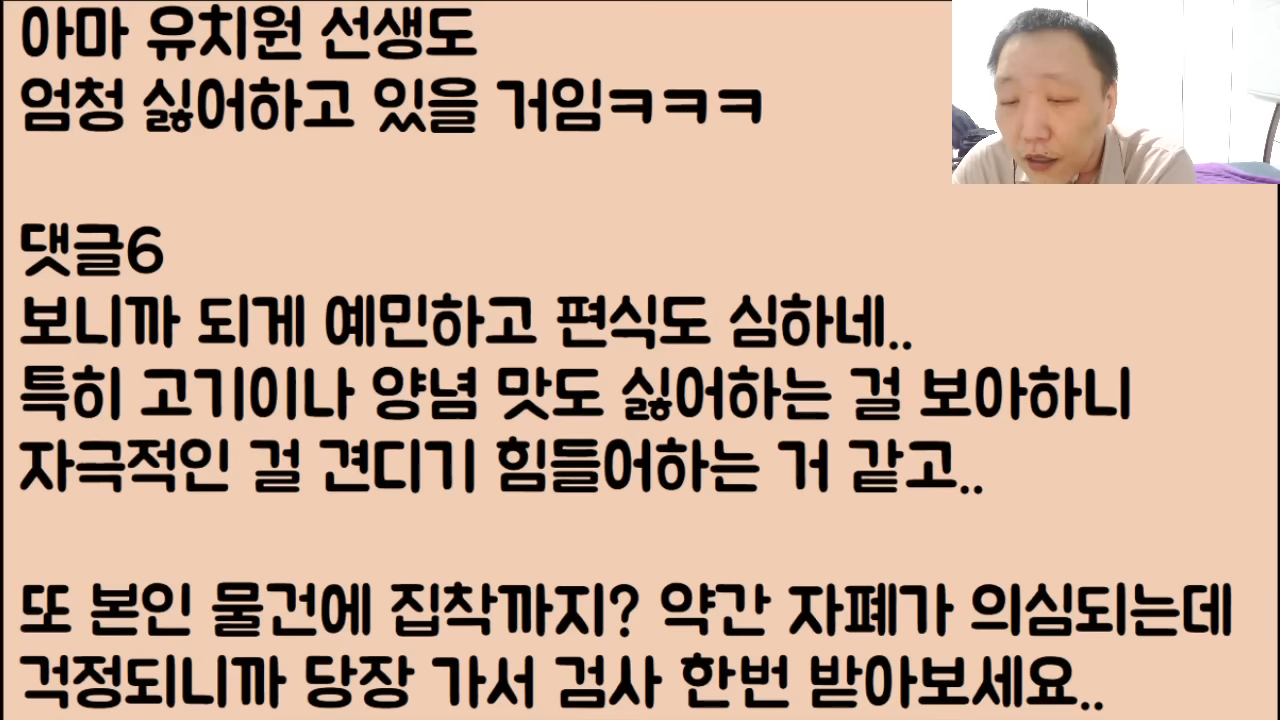 아마 유치원 선생도
엄청 싫어하고 있을 거임ㅋㅋㅋ
댓글6
보니까 되게 예민하고 편식도 심하네..
특히 고기이나 양념 맛도 싫어하는 걸 보아하니
자극적인 걸 견디기 힘들어하는 거 같고..
또 본인 물건에 집착까지? 약간 자폐가 의심되는데
걱정되니까 당장 가서 검사 한번 받아보세요..